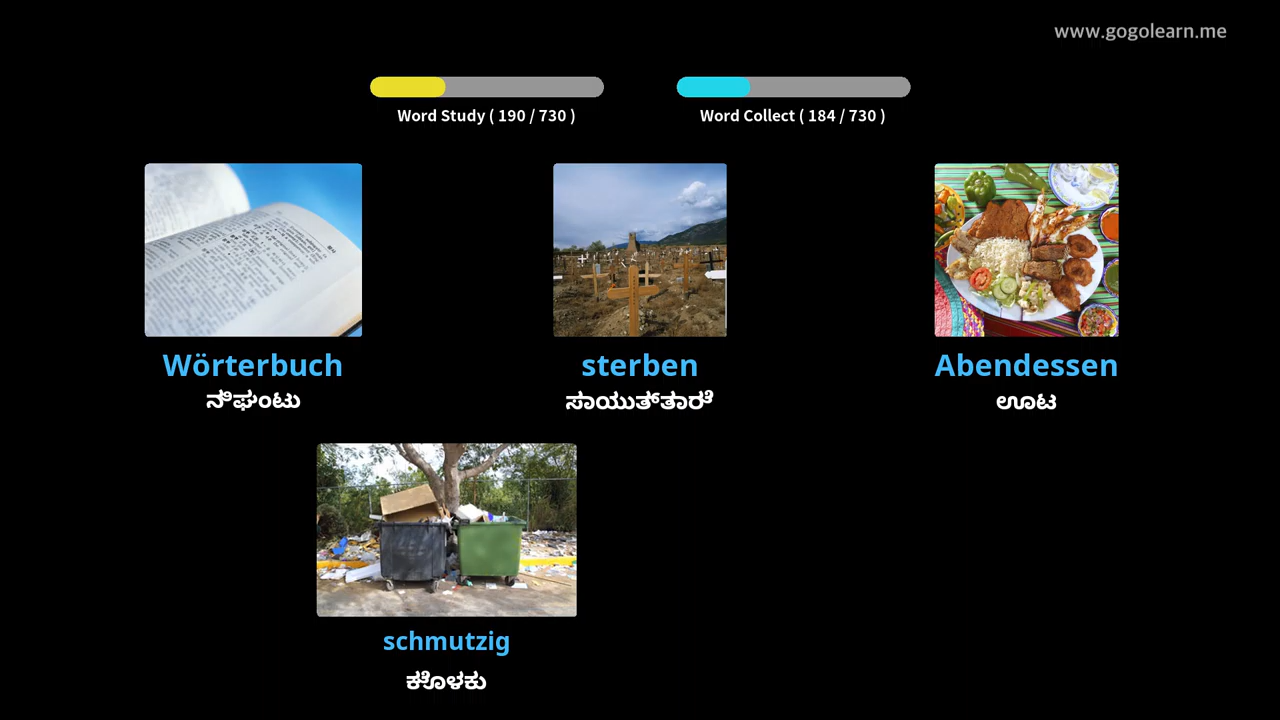 www.gogolearn.me
Word Study ( 190 / 730 )
Word Collect ( 184 / 730 )
Wörterbuch
ನಿಘಂಟು
sterben
ಸಾಯುತ್ತಾರೆ
Abendessen
ಊಟ
schmutzig
ಕೊಳಕು